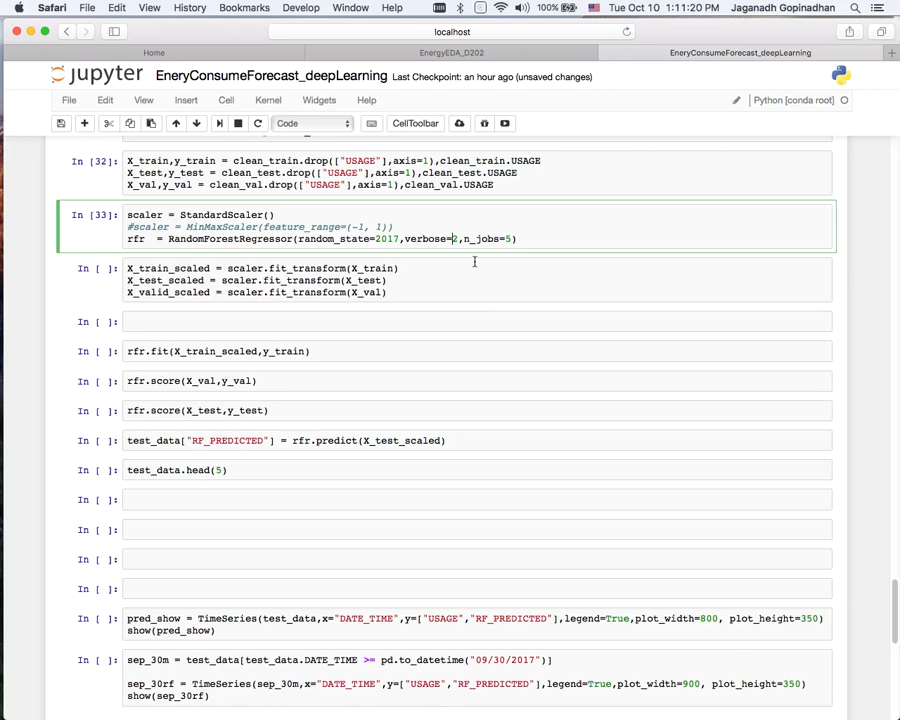 Safari File Edit View History Bookmarks Develop Window Help 100% Tue Oct 10 1:11:20 PM Jaganadh Gopinadhan
localhost
Home EnergyEDA_D202 EneryConsumeForecast_deepLearning
jupyter EneryConsumeForecast_deepLearning Last Checkpoint: an hour ago (unsaved changes)
File Edit View Insert Cell Kernel Widgets Help Python [conda root]
Code CellToolbar
In [32]: X_train,y_train = clean_train.drop(["USAGE"],axis=1),clean_train.USAGE
X_test,y_test = clean_test.drop(["USAGE"],axis=1),clean_test.USAGE
X_val,y_val = clean_val.drop(["USAGE"],axis=1),clean_val.USAGE
In [33]: scaler = StandardScaler()
#scaler = MinMaxScaler(feature_range=(-1, 1))
rfr = RandomForestRegressor(random_state=2017,verbose=2,n_jobs=5)
In [ ]: X_train_scaled = scaler.fit_transform(X_train)
X_test_scaled = scaler.fit_transform(X_test)
X_valid_scaled = scaler.fit_transform(X_val)
In [ ]:
In [ ]: rfr.fit(X_train_scaled,y_train)
In [ ]: rfr.score(X_val,y_val)
In [ ]: rfr.score(X_test,y_test)
In [ ]: test_data["RF_PREDICTED"] = rfr.predict(X_test_scaled)
In [ ]: test_data.head(5)
In [ ]:
In [ ]:
In [ ]:
In [ ]:
In [ ]: pred_show = TimeSeries(test_data,x="DATE_TIME",y=["USAGE","RF_PREDICTED"],legend=True,plot_width=800, plot_height=350)
show(pred_show)
In [ ]: sep_30m = test_data[test_data.DATE_TIME >= pd.to_datetime("09/30/2017")]
sep_30rf = TimeSeries(sep_30m,x="DATE_TIME",y=["USAGE","RF_PREDICTED"],legend=True,plot_width=900, plot_height=350)
show(sep_30rf)